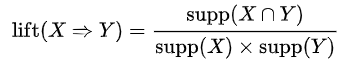 lift(X ⇒ Y) = supp(X ∩ Y) / supp(X) × supp(Y)